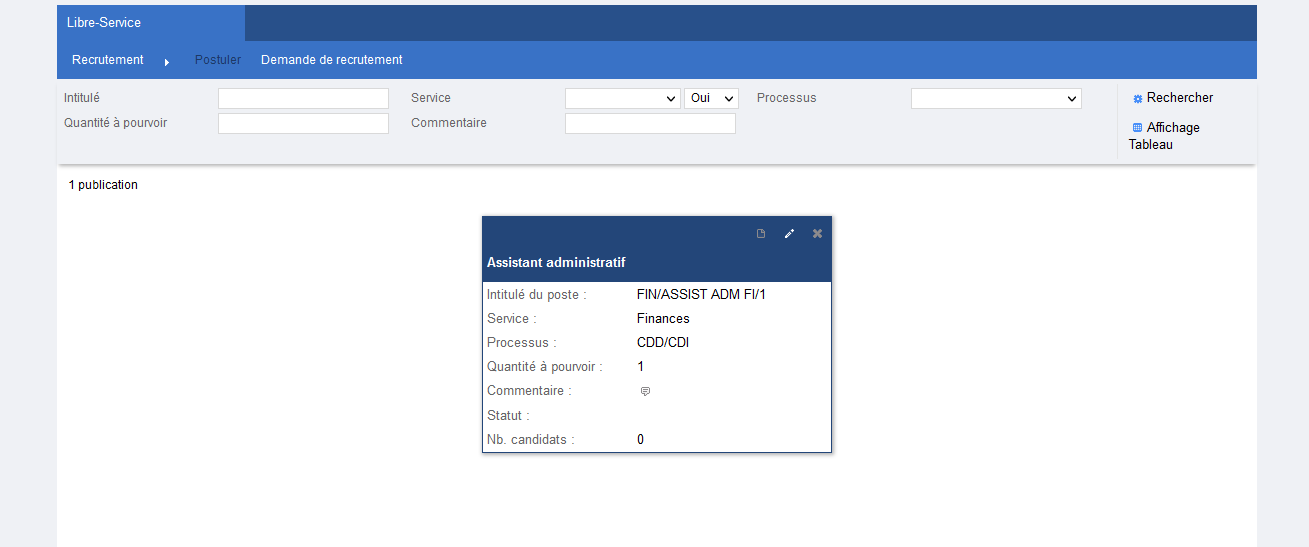 Libre-Service
Recrutement Postuler Demande de recrutement
Intitulé Service Oui Processus Rechercher
Quantité à pourvoir Commentaire Affichage
Tableau
1 publication
Assistant administratif
Intitulé du poste : FIN/ASSIST ADM FI/1
Service : Finances
Processus : CDD/CDI
Quantité à pourvoir : 1
Commentaire :
Statut :
Nb. candidats : 0